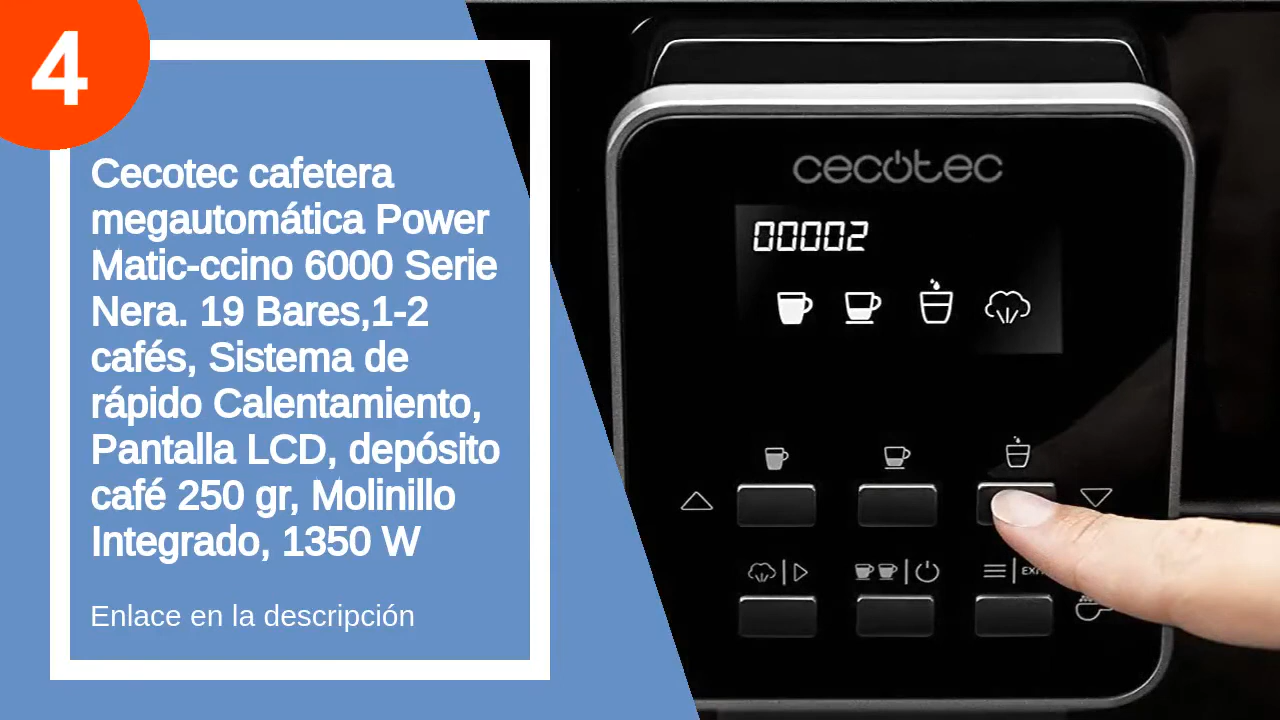 4
Cecotec cafetera
megautomática Power
Matic-ccino 6000 Serie
Nera. 19 Bares,1-2
cafés, Sistema de
rápido Calentamiento,
Pantalla LCD, depósito
café 250 gr, Molinillo
Integrado, 1350 W
Enlace en la descripción
cecotec
00002